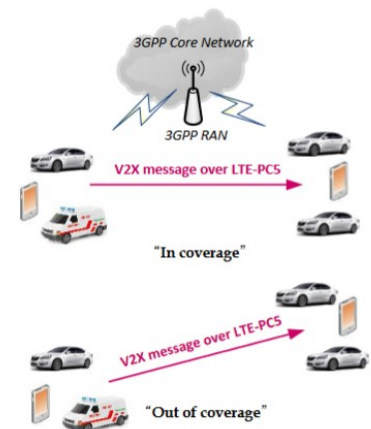 3GPP Core Network
3GPP RAN
V2X message over LTE-PC5
"In coverage"
V2X message over LTE-PC5
"Out of coverage"